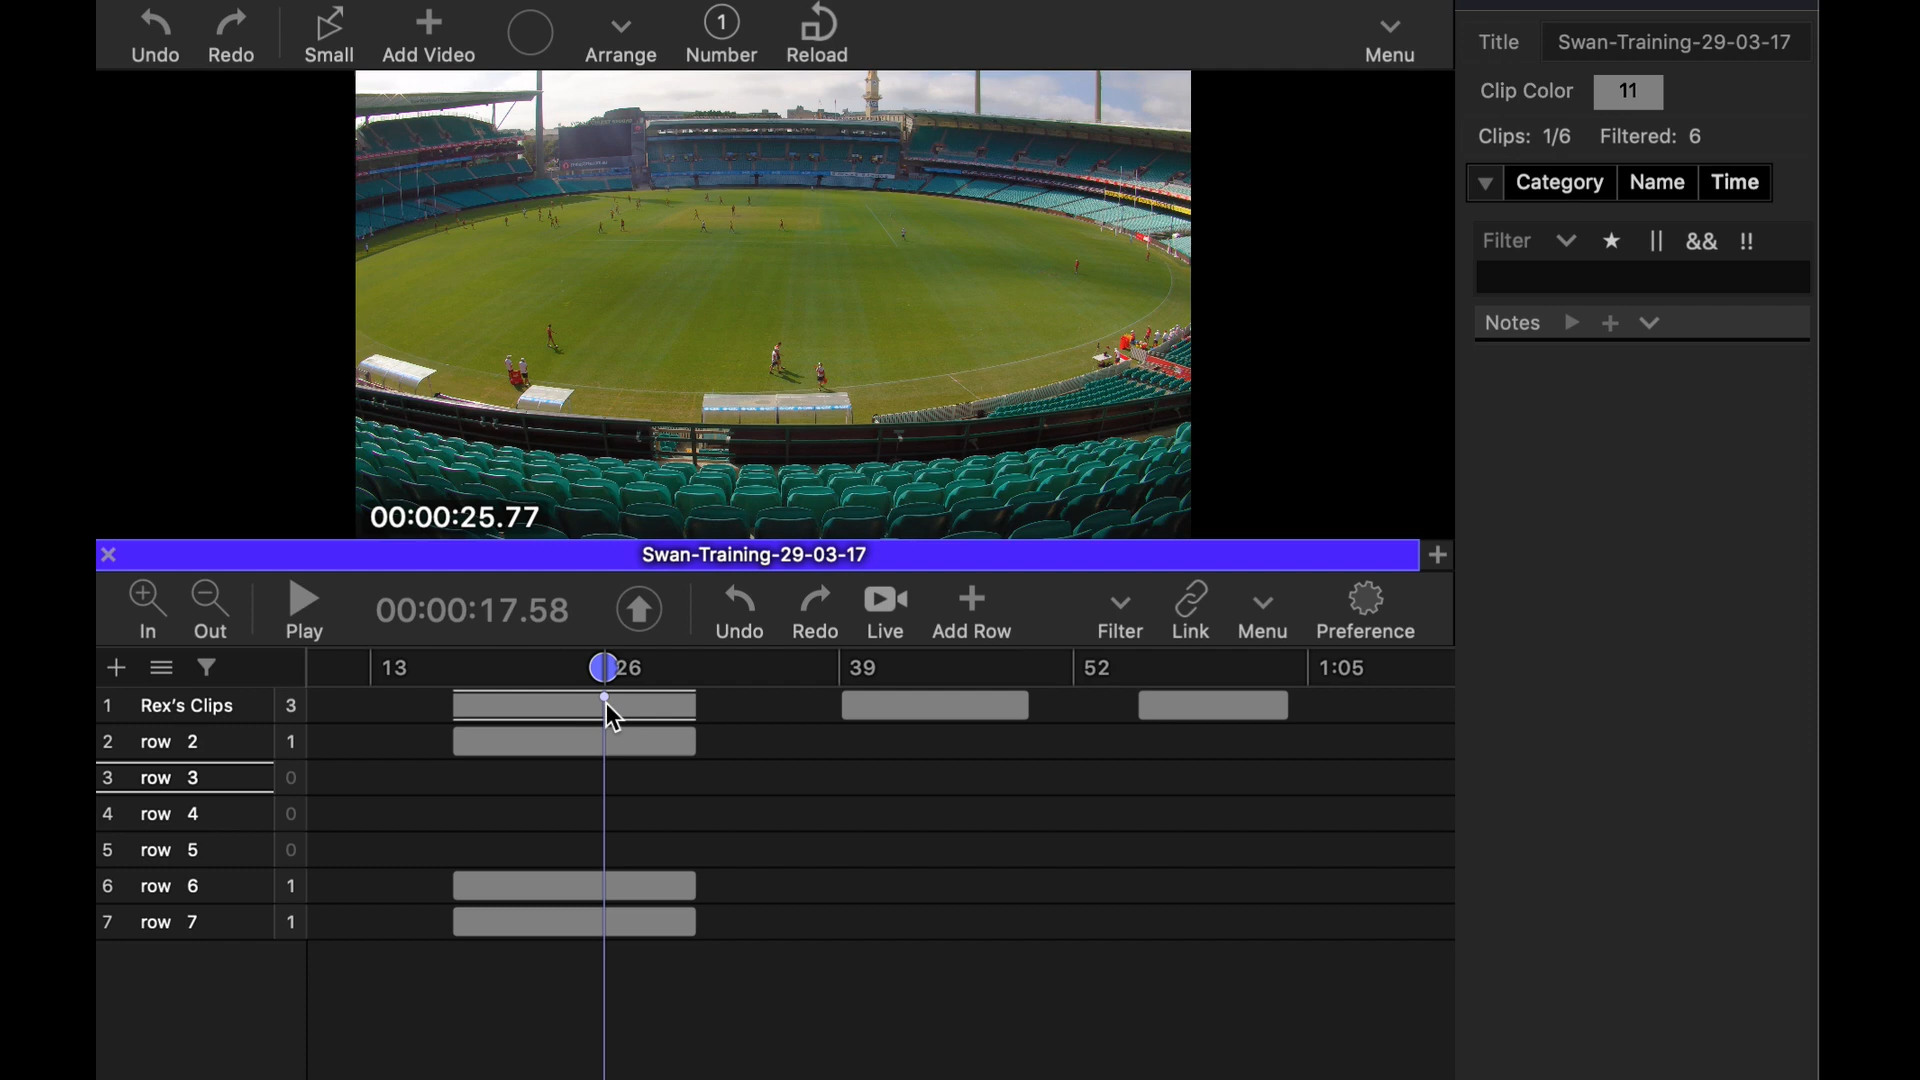 Undo Redo Small Add Video Arrange 1 Number Reload Menu
Title Swan-Training-29-03-17
Clip Color 11
Clips: 1/6 Filtered: 6
Category Name Time
Filter ★ || && !!
Notes
00:00:25.77
Swan-Training-29-03-17
In Out Play 00:00:17.58 Undo Redo Live Add Row Filter Link Menu Preference
13 26 39 52 1:05
1 Rex's Clips 3
2 row 2 1
3 row 3 0
4 row 4 0
5 row 5 0
6 row 6 1
7 row 7 1